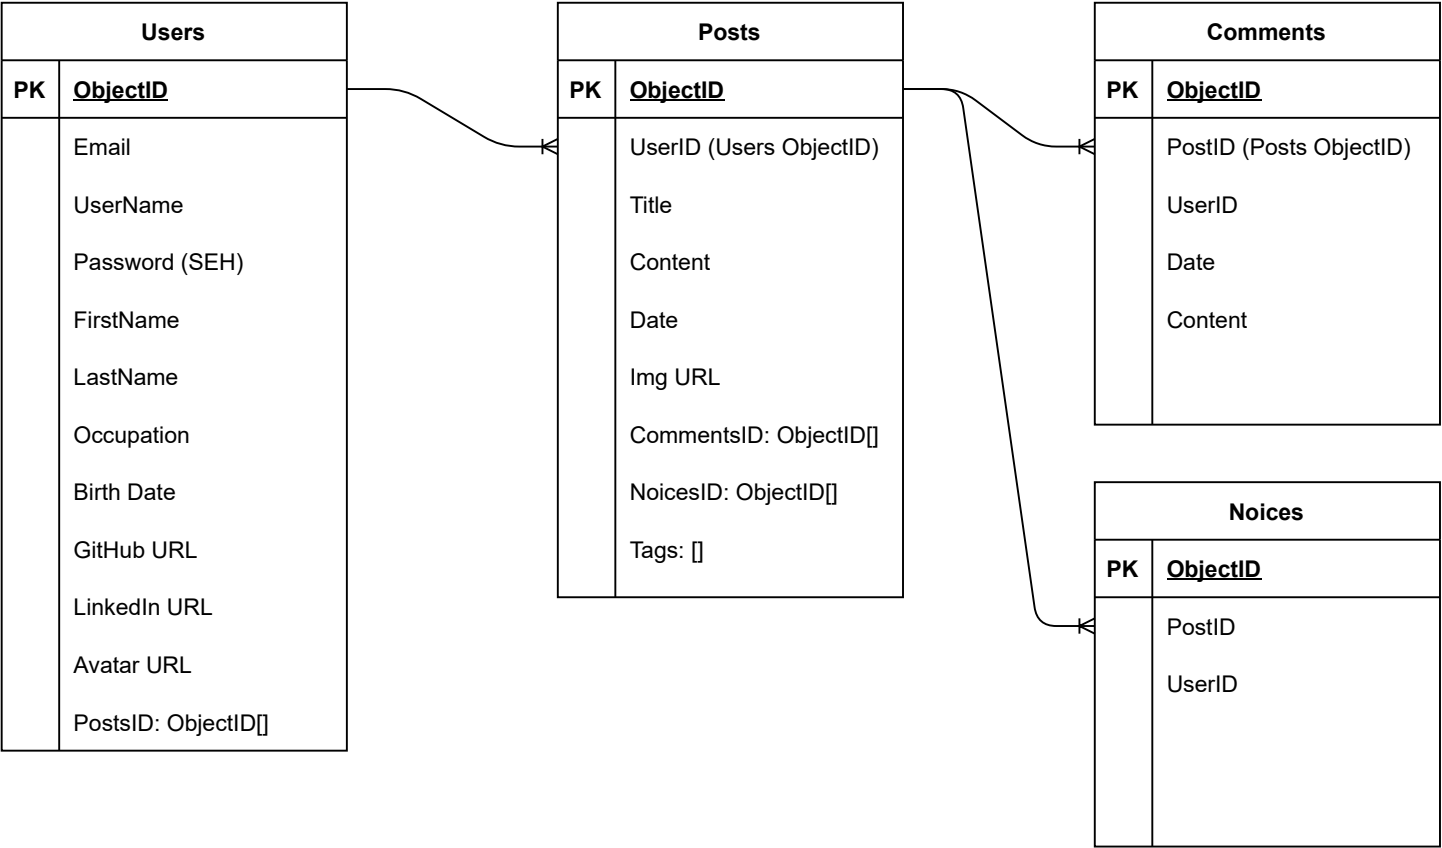 Users
PK ObjectID
Email
UserName
Password (SEH)
FirstName
LastName
Occupation
Birth Date
GitHub URL
LinkedIn URL
Avatar URL
PostsID: ObjectID[]
Posts
PK ObjectID
UserID (Users ObjectID)
Title
Content
Date
Img URL
CommentsID: ObjectID[]
NoicesID: ObjectID[]
Tags: []
Comments
PK ObjectID
PostID (Posts ObjectID)
UserID
Date
Content
Noices
PK ObjectID
PostID
UserID